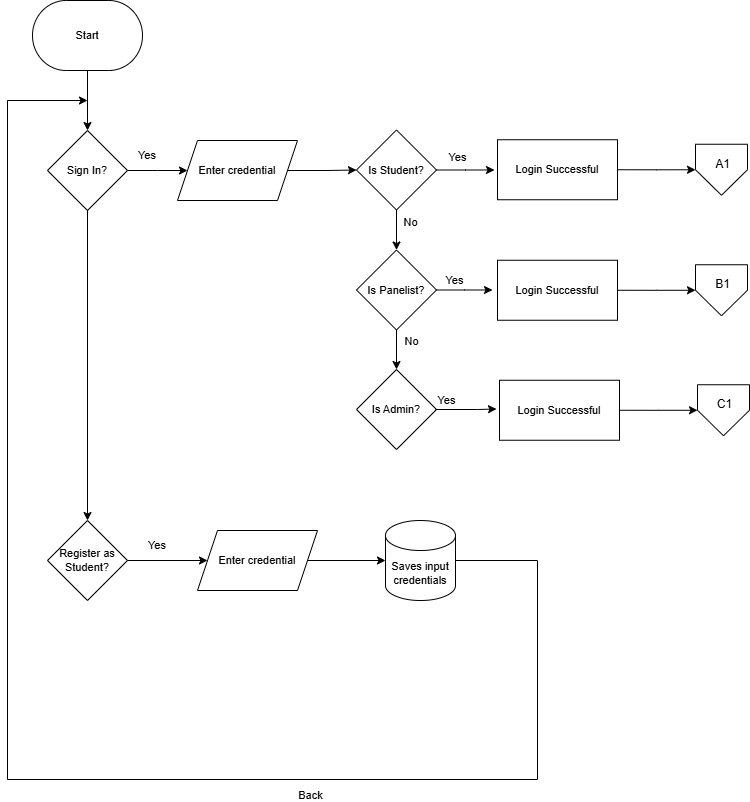 Start
Sign In?
Yes
Enter credential
Is Student?
Yes
Login Successful
A1
No
Is Panelist?
Yes
Login Successful
B1
No
Is Admin?
Yes
Login Successful
C1
Register as
Student?
Yes
Enter credential
Saves input
credentials
Back